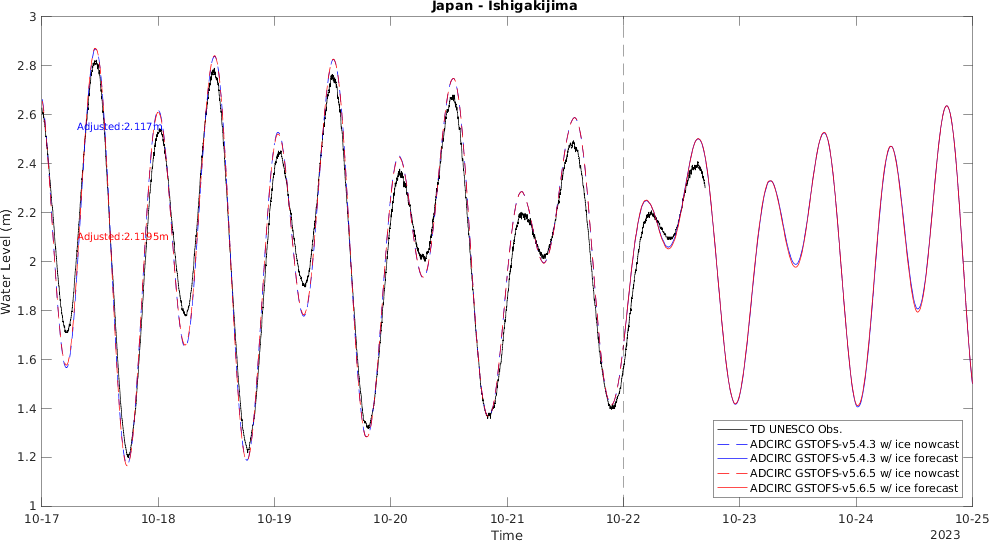 Japan - Ishigakijima
3
2.8
2.6
2.4
2.2
2
1.8
1.6
1.4
1.2
1
Water Level (m)
Adjusted:2.117m
Adjusted:2.1195m
TD UNESCO Obs.
ADCIRC GSTOFS-v5.4.3 w/ ice nowcast
ADCIRC GSTOFS-v5.4.3 w/ ice forecast
ADCIRC GSTOFS-v5.6.5 w/ ice nowcast
ADCIRC GSTOFS-v5.6.5 w/ ice forecast
10-17 10-18 10-19 10-20 10-21 10-22 10-23 10-24 10-25
Time
2023